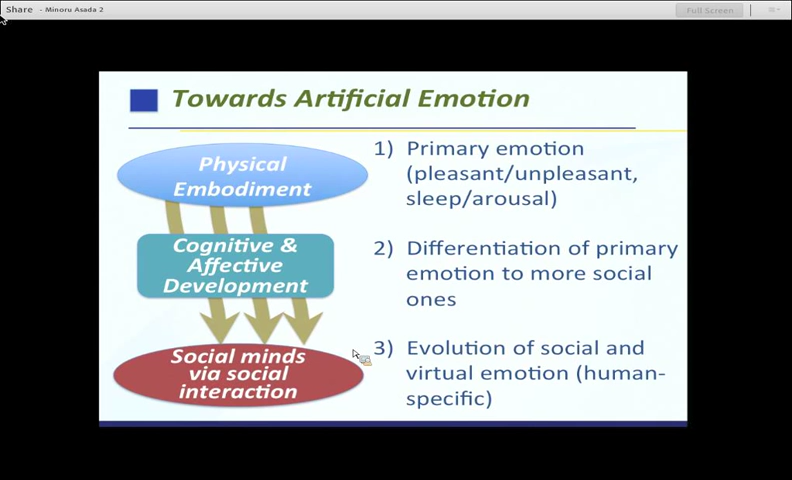 Share - Minoru Asada 2
Full Screen
Towards Artificial Emotion
Physical
Embodiment
Cognitive &
Affective
Development
Social minds
via social
interaction
1) Primary emotion
(pleasant/unpleasant,
sleep/arousal)
2) Differentiation of primary
emotion to more social
ones
3) Evolution of social and
virtual emotion (human-
specific)